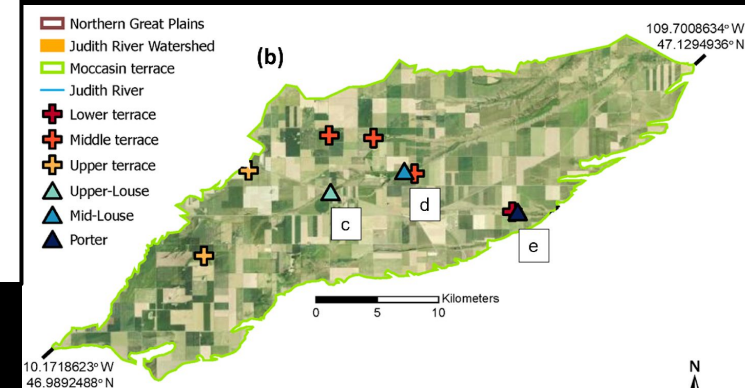 Northern Great Plains
Judith River Watershed
Moccasin terrace
Judith River
Lower terrace
Middle terrace
Upper terrace
Upper-Louse
Mid-Louse
Porter
(b)
109.7008634° W
47.1294936° N
c
d
e
Kilometers
0 5 10
10.1718623° W
46.9892488° N
N